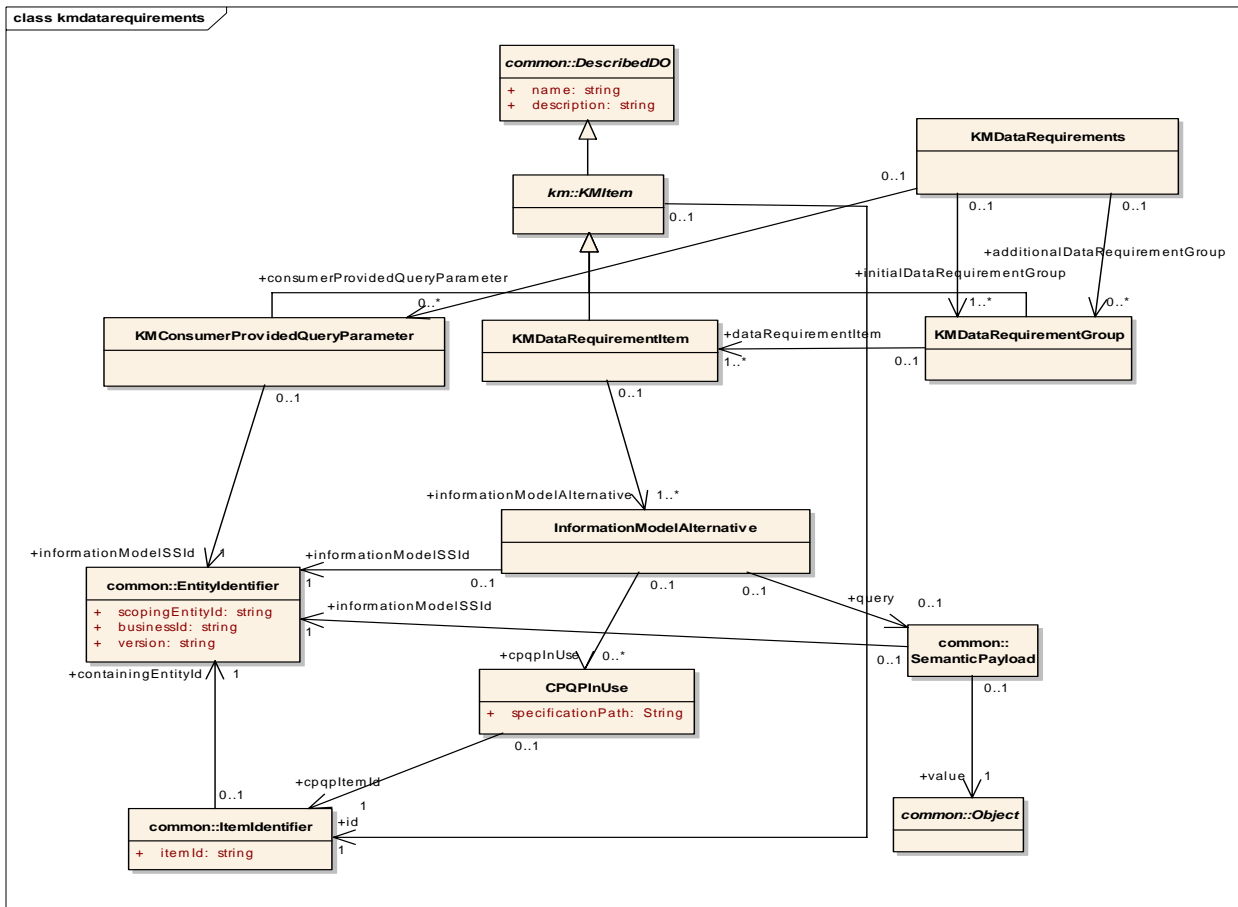 class kmdatarequirements
common::DescribedDO
+ name: string
+ description: string
KMDataRequirements
0..1
0..1
0..1
km::KMItem
0..1
+additionalDataRequirementGroup
+consumerProvidedQueryParameter
+initialDataRequirementGroup
0..*
1..*
0..*
KMConsumerProvidedQueryParameter
KMDataRequirementItem
KMDataRequirementGroup
+dataRequirementItem
1..*
0..1
0..1
0..1
+informationModelAlternative
1..*
InformationModelAlternative
+informationModelSSId
1
+informationModelSSId
1
0..1
0..1
0..1
common::EntityIdentifier
+ scopingEntityId: string
+ businessId: string
+ version: string
+informationModelSSId
1
+query
0..1
common::
SemanticPayload
0..1
0..1
+containingEntityId
1
+cpqpInUse
0..*
CPQPInUse
+ specificationPath: String
0..1
+cpqpItemId
1
+value
1
0..1
common::ItemIdentifier
+ itemId: string
+id
1
common::Object